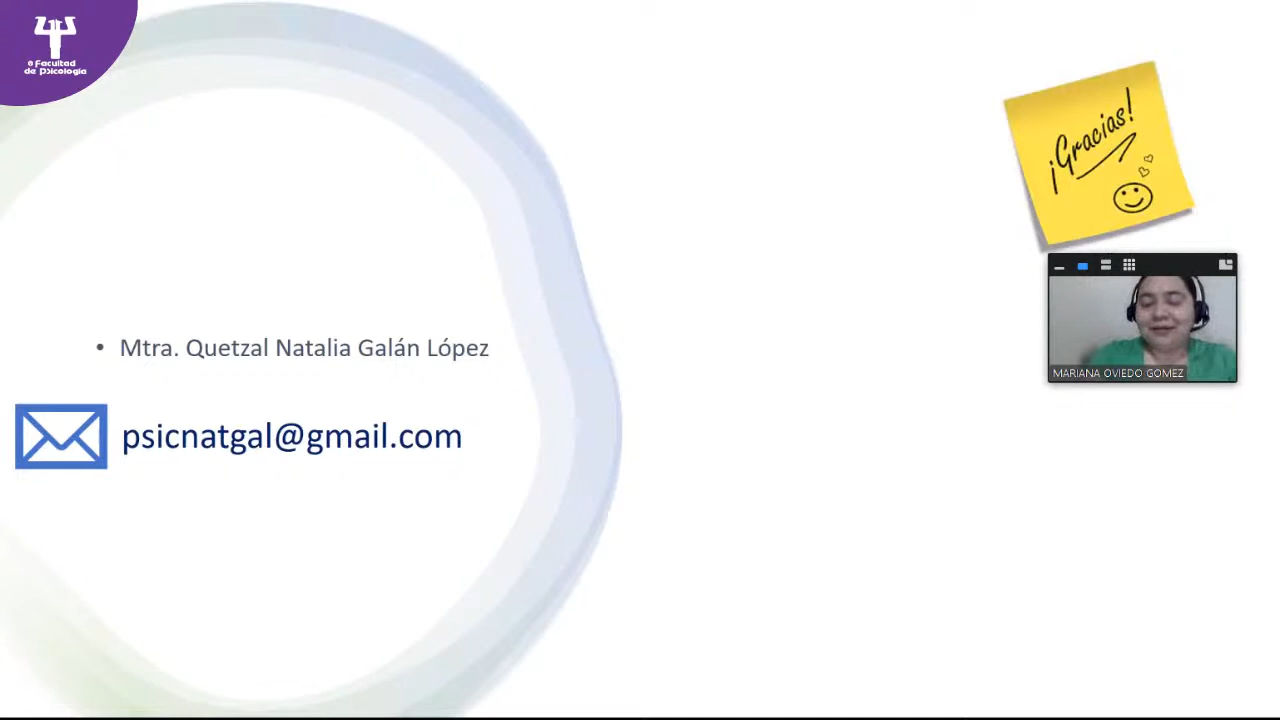 Facultad
de Psicología
¡Gracias!
MARIANA OVIEDO GOMEZ
• Mtra. Quetzal Natalia Galán López
psicnatgal@gmail.com